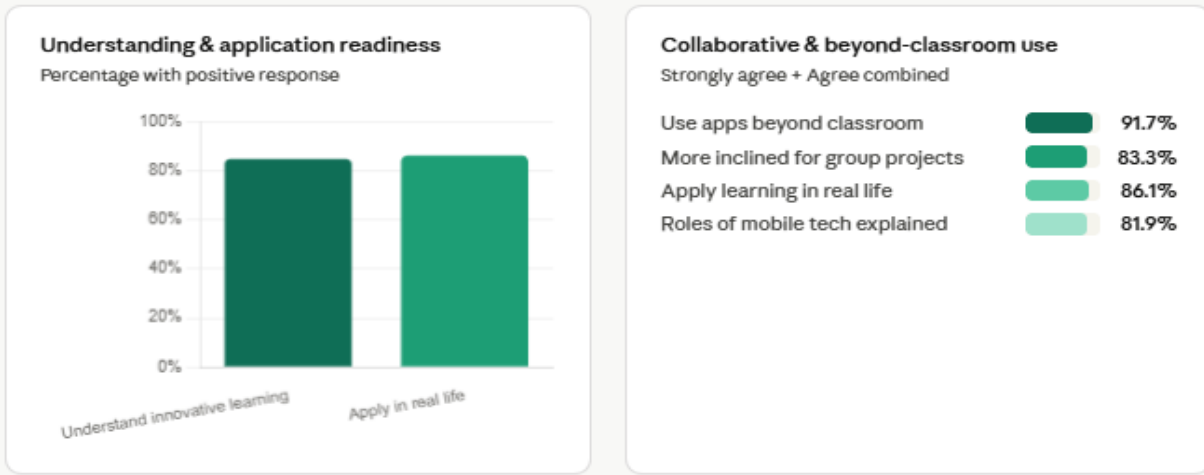 Understanding & application readiness
Percentage with positive response
100%
80%
60%
40%
20%
0%
Understand innovative learning
Apply in real life
Collaborative & beyond-classroom use
Strongly agree + Agree combined
Use apps beyond classroom 91.7%
More inclined for group projects 83.3%
Apply learning in real life 86.1%
Roles of mobile tech explained 81.9%